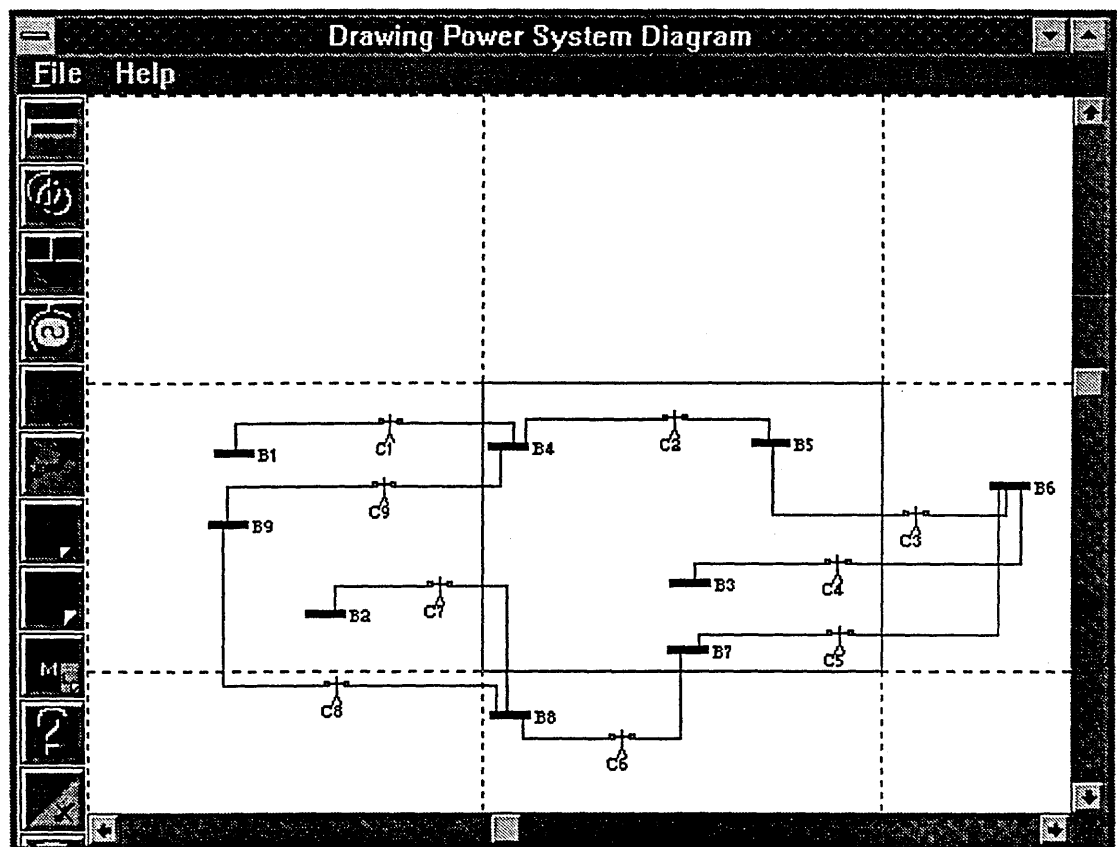 Drawing Power System Diagram
File Help
C2
B1
C1
B4
B5
B6
C9
B9
C3
C4
B3
C7
B2
C5
B7
C8
B8
C6
M